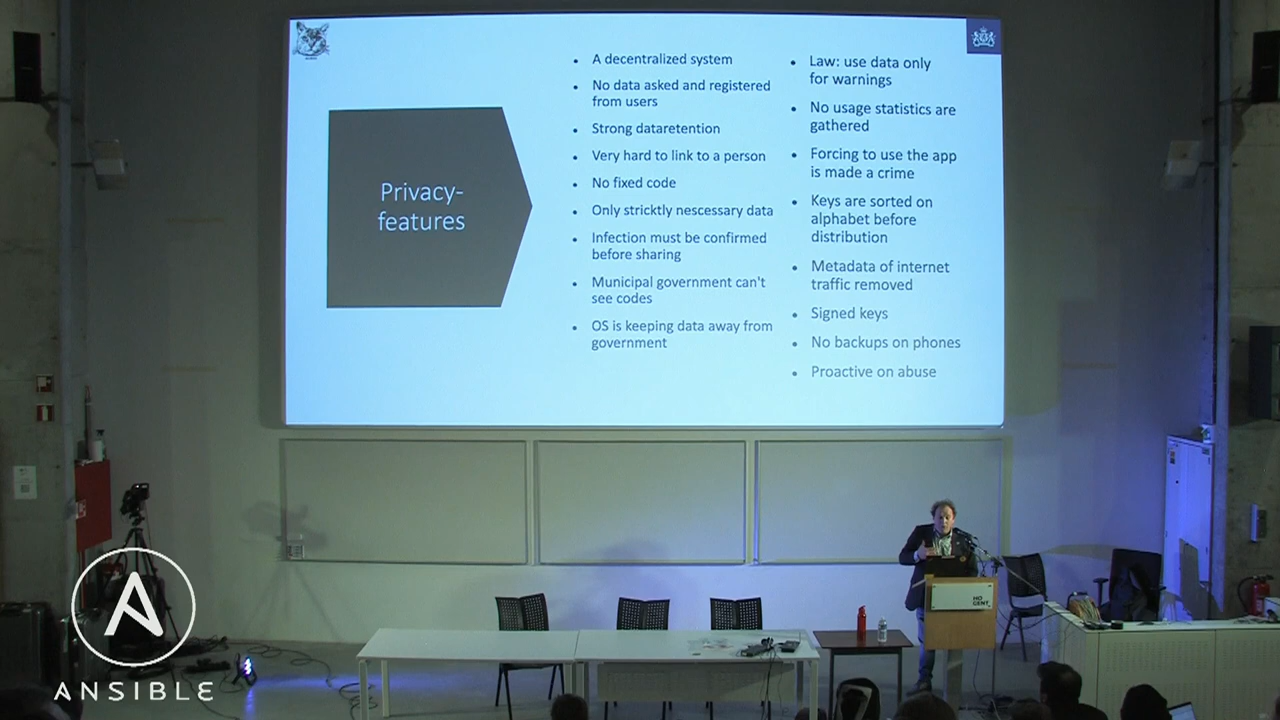 Privacy-
features
A decentralized system
No data asked and registered
from users
Strong dataretention
Very hard to link to a person
No fixed code
Only stricktly nescessary data
Infection must be confirmed
before sharing
Municipal government can't
see codes
OS is keeping data away from
government
Law: use data only
for warnings
No usage statistics are
gathered
Forcing to use the app
is made a crime
Keys are sorted on
alphabet before
distribution
Metadata of internet
traffic removed
Signed keys
No backups on phones
Proactive on abuse
HO
GENT
ANSIBLE